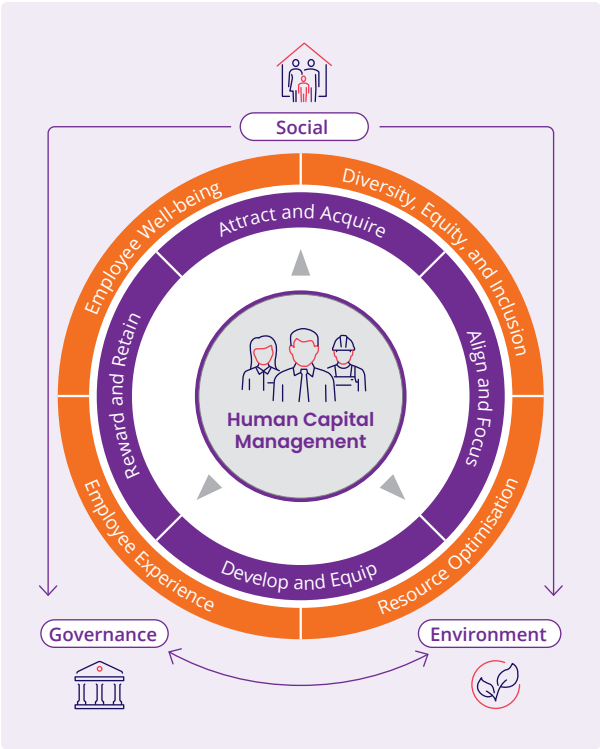 Social
Employee Well-being
Diversity, Equity, and Inclusion
Attract and Acquire
Reward and Retain
Align and Focus
Human Capital
Management
Develop and Equip
Employee Experience
Resource Optimisation
Governance
Environment